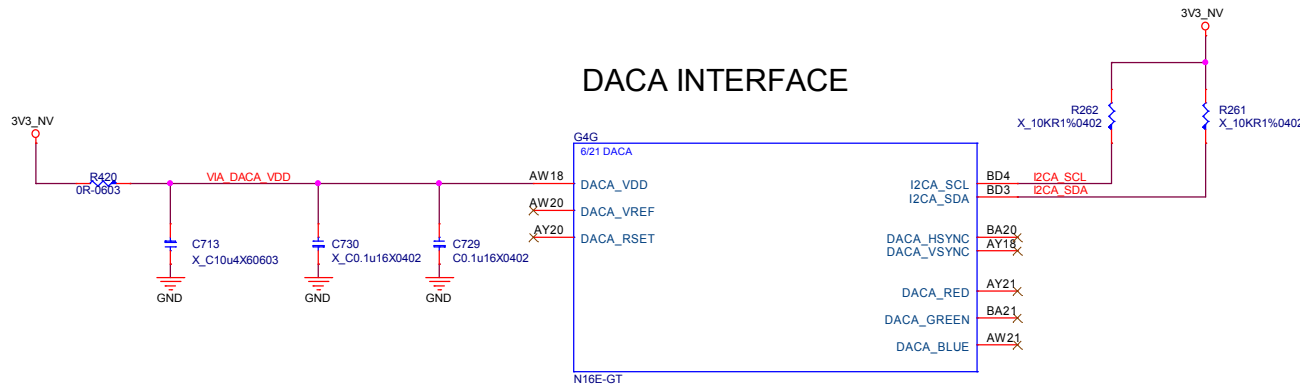 3V3_NV
DACA INTERFACE
R262
X_10KR1%0402
R261
X_10KR1%0402
3V3_NV
G4G
6/21 DACA
R420
0R-0603
VIA_DACA_VDD
AW18
DACA_VDD
I2CA_SCL
BD4
I2CA_SCL
I2CA_SDA
BD3
I2CA_SDA
AW20
DACA_VREF
AY20
DACA_RSET
DACA_HSYNC
BA20
DACA_VSYNC
AY18
C713
X_C10u4X60603
C730
X_C0.1u16X0402
C729
C0.1u16X0402
DACA_RED
AY21
GND
GND
GND
DACA_GREEN
BA21
DACA_BLUE
AW21
N16E-GT